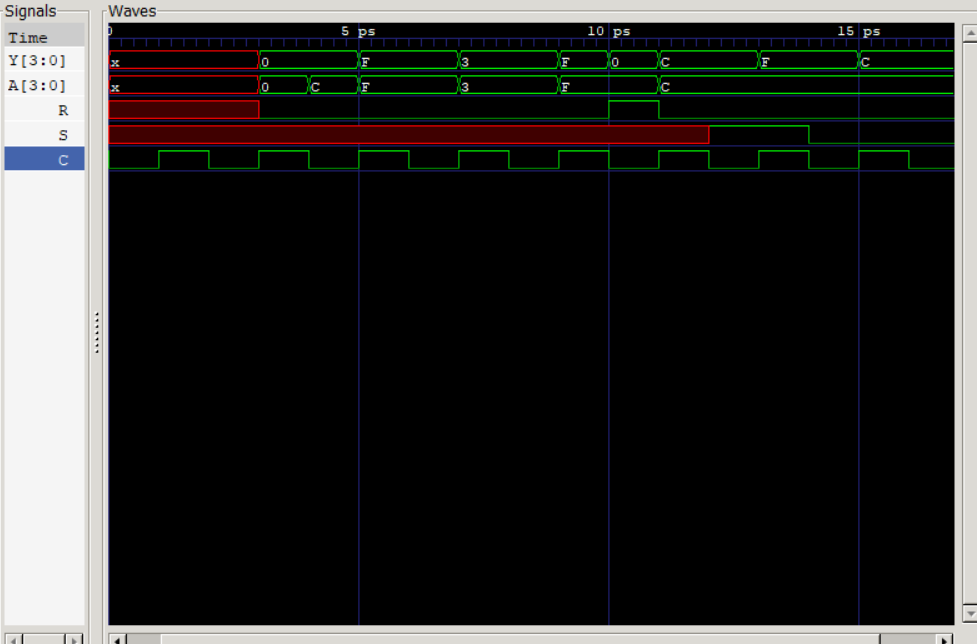 Signals
Waves
Time
0 5 ps 10 ps 15 ps
Y[3:0] x 0 F 3 F 0 C F C
A[3:0] x 0 C F 3 F C
R
S
C